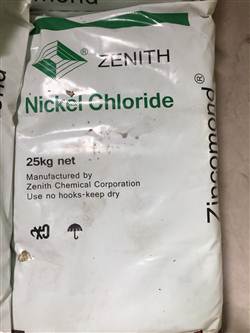 ® ZENITH
Nickel Chloride
25kg net
Manufactured by
Zenith Chemical Corporation
Use no hooks-keep dry
Zincomond®